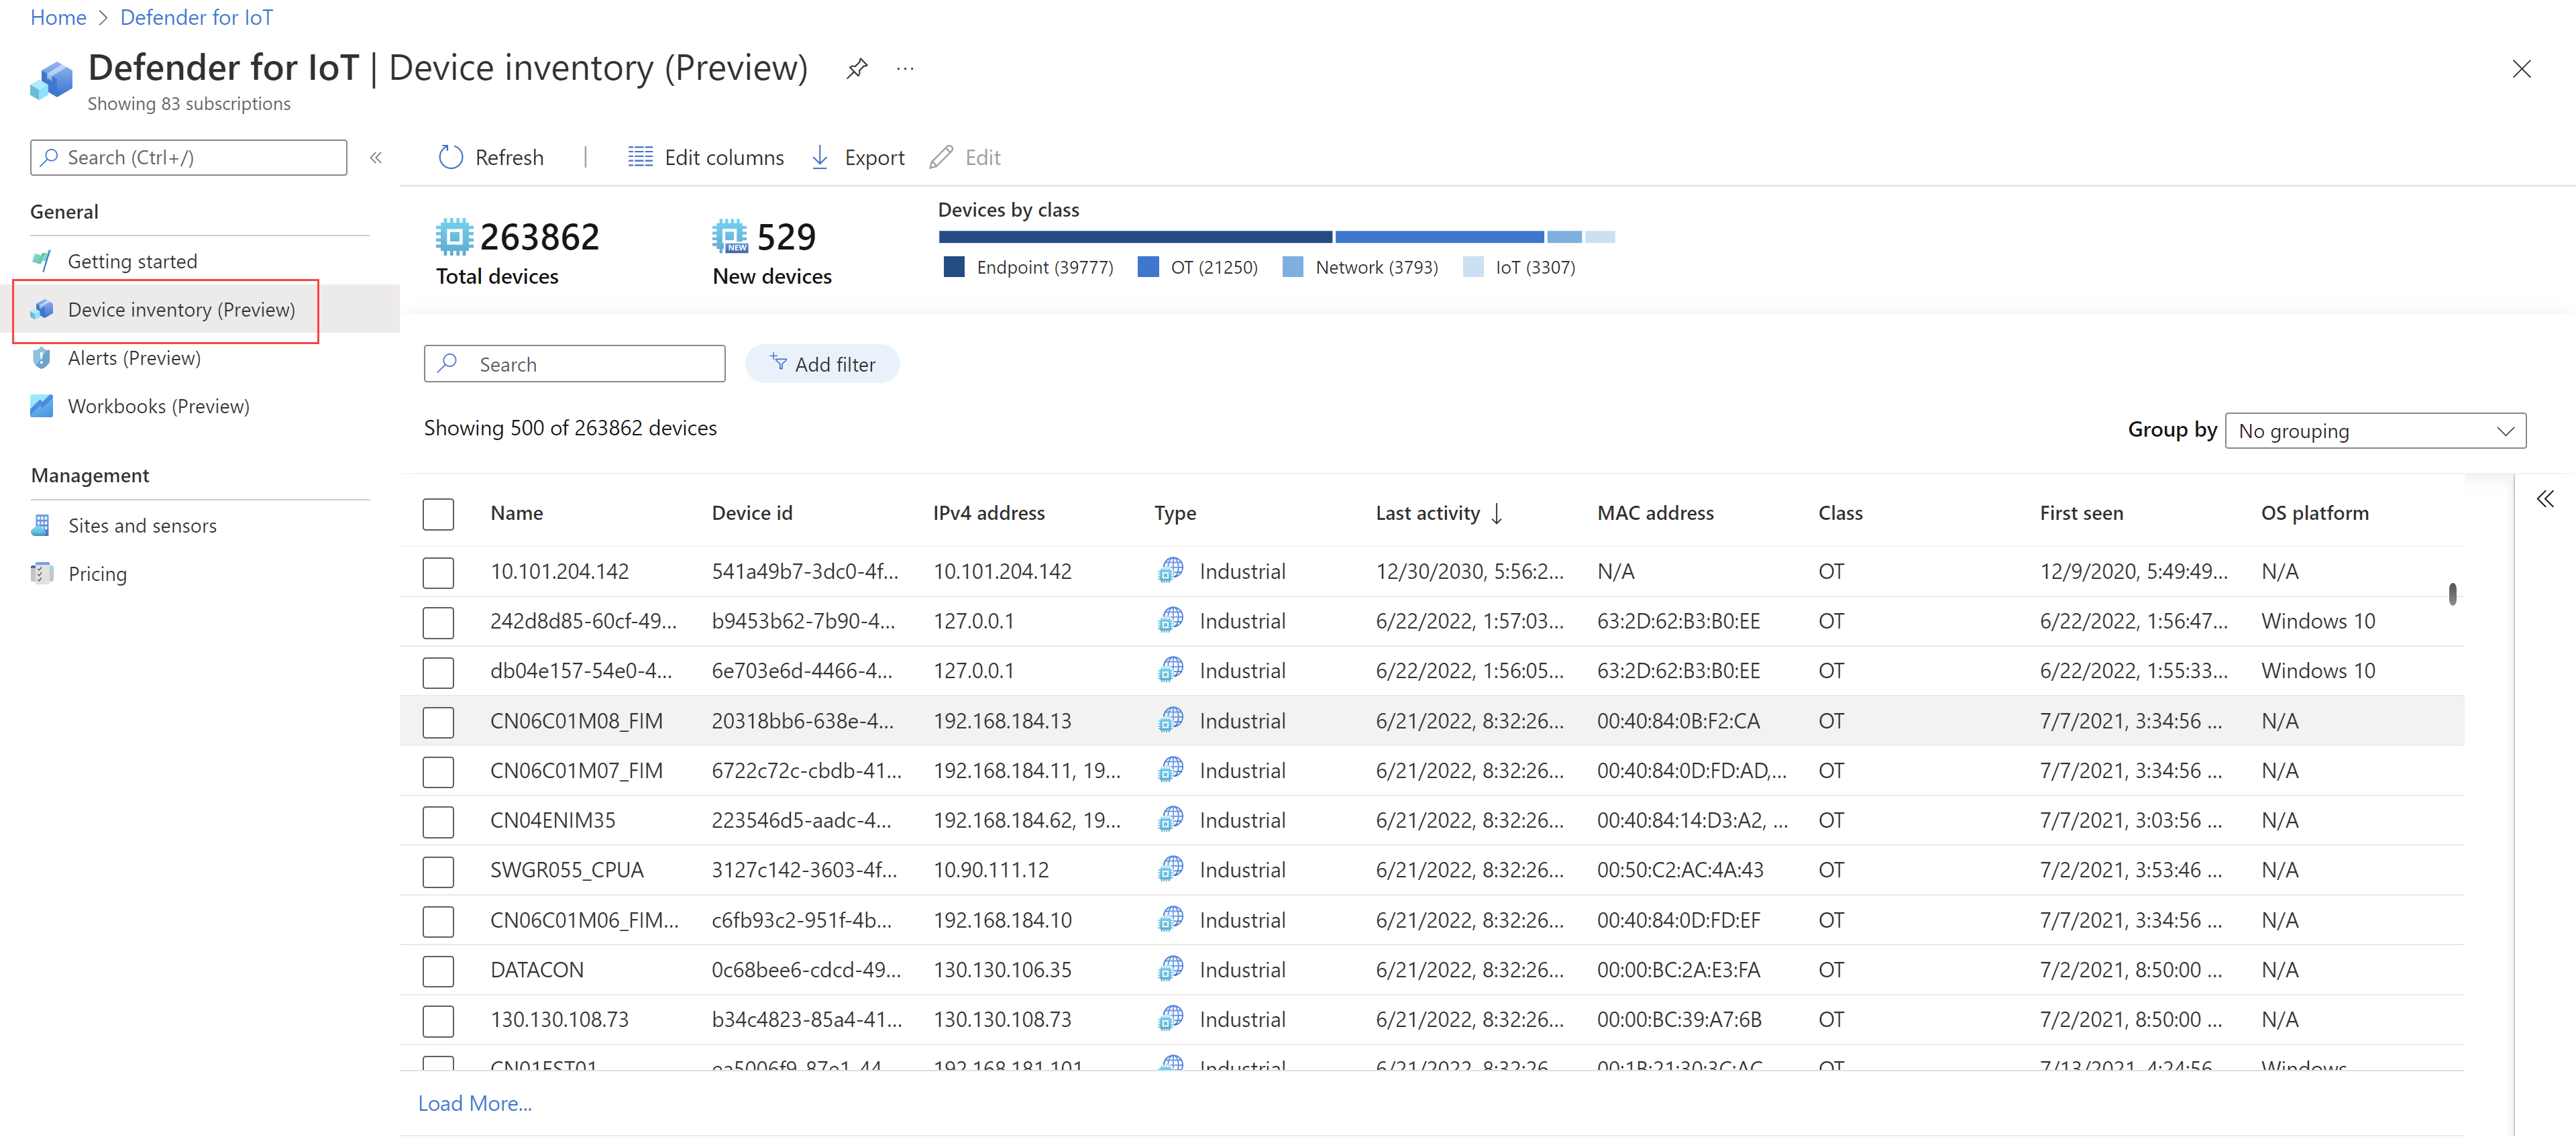 Home > Defender for IoT
Defender for IoT | Device inventory (Preview) ...
Showing 83 subscriptions
Search (Ctrl+/) «
General
Getting started
Device inventory (Preview)
Alerts (Preview)
Workbooks (Preview)
Management
Sites and sensors
Pricing
Refresh | Edit columns Export Edit
263862
Total devices
NEW
529
New devices
Devices by class
Endpoint (39777) OT (21250) Network (3793) IoT (3307)
Search Add filter
Showing 500 of 263862 devices
Group by No grouping
Name Device id IPv4 address Type Last activity ↓ MAC address Class First seen OS platform
10.101.204.142 541a49b7-3dc0-4f... 10.101.204.142 Industrial 12/30/2030, 5:56:2... N/A OT 12/9/2020, 5:49:49... N/A
242d8d85-60cf-49... b9453b62-7b90-4... 127.0.0.1 Industrial 6/22/2022, 1:57:03... 63:2D:62:B3:B0:EE OT 6/22/2022, 1:56:47... Windows 10
db04e157-54e0-4... 6e703e6d-4466-4... 127.0.0.1 Industrial 6/22/2022, 1:56:05... 63:2D:62:B3:B0:EE OT 6/22/2022, 1:55:33... Windows 10
CN06C01M08_FIM 20318bb6-638e-4... 192.168.184.13 Industrial 6/21/2022, 8:32:26... 00:40:84:0B:F2:CA OT 7/7/2021, 3:34:56 ... N/A
CN06C01M07_FIM 6722c72c-cbdb-41... 192.168.184.11, 19... Industrial 6/21/2022, 8:32:26... 00:40:84:0D:FD:AD,... OT 7/7/2021, 3:34:56 ... N/A
CN04ENIM35 223546d5-aadc-4... 192.168.184.62, 19... Industrial 6/21/2022, 8:32:26... 00:40:84:14:D3:A2, ... OT 7/7/2021, 3:03:56 ... N/A
SWGR055_CPUA 3127c142-3603-4f... 10.90.111.12 Industrial 6/21/2022, 8:32:26... 00:50:C2:AC:4A:43 OT 7/2/2021, 3:53:46 ... N/A
CN06C01M06_FIM... c6fb93c2-951f-4b... 192.168.184.10 Industrial 6/21/2022, 8:32:26... 00:40:84:0D:FD:EF OT 7/7/2021, 3:34:56 ... N/A
DATACON 0c68bee6-cdcd-49... 130.130.106.35 Industrial 6/21/2022, 8:32:26... 00:00:BC:2A:E3:FA OT 7/2/2021, 8:50:00 ... N/A
130.130.108.73 b34c4823-85a4-41... 130.130.108.73 Industrial 6/21/2022, 8:32:26... 00:00:BC:39:A7:6B OT 7/2/2021, 8:50:00 ... N/A
192.168.181.101 Industrial 6/21/2022, 8:32:26 OT 7/13/2021, 4:24:56 Windows
Load More...